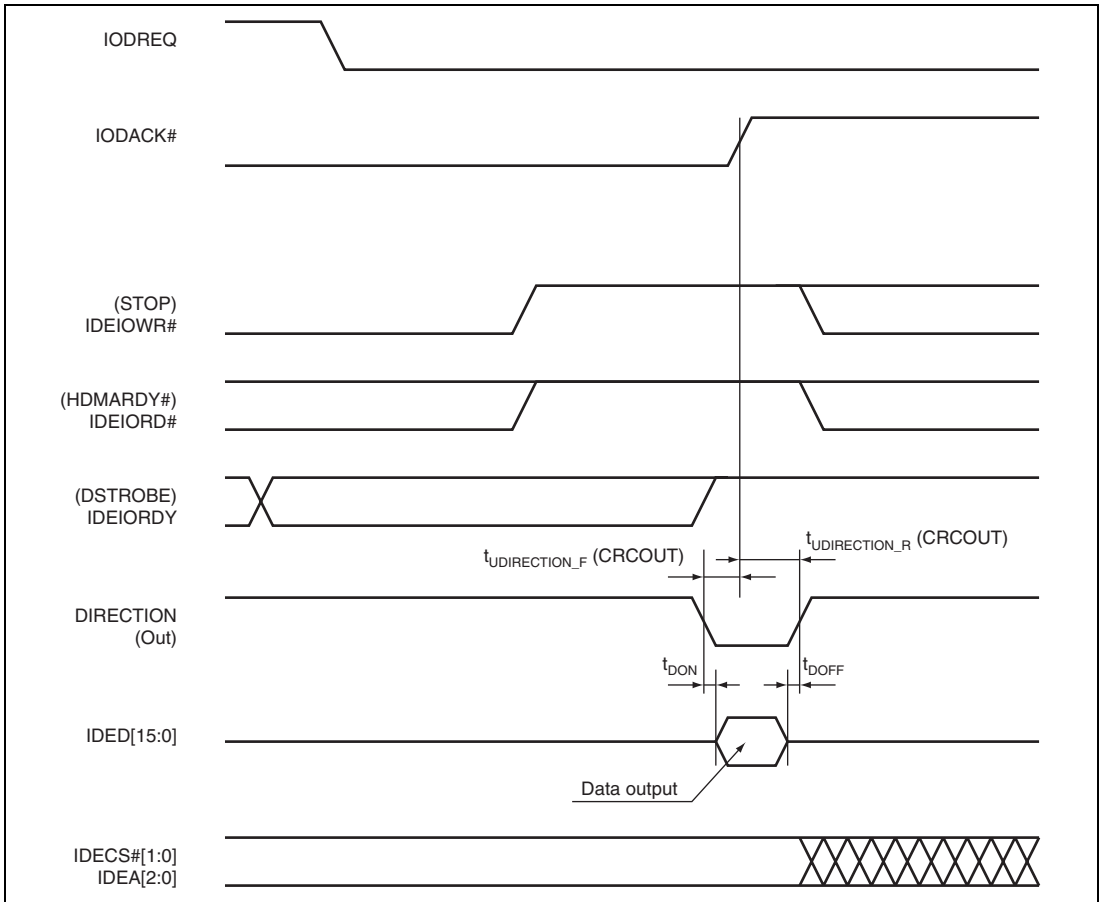 IODREQ
IODACK#
(STOP)
IDEIOWR#
(HDMARDY#)
IDEIORD#
(DSTROBE)
IDEIORDY
tUDIRECTION_F (CRCOUT)
tUDIRECTION_R (CRCOUT)
DIRECTION
(Out)
tDON
tDOFF
IDED[15:0]
Data output
IDECS#[1:0]
IDEA[2:0]